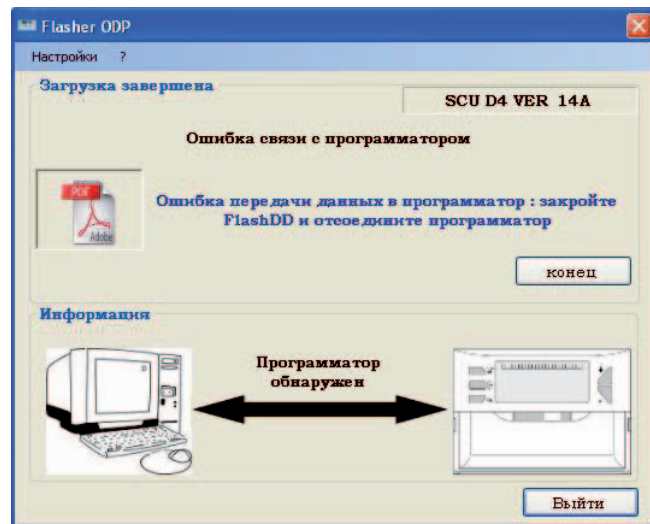 Flasher ODP
Настройки ?
Загрузка завершена
SCU D4 VER 14A
Ошибка связи с программатором
PDF
Adobe
Ошибка передачи данных в программатор : закройте
FlashDD и отсоедините программатор
конец
Информация
Программатор
обнаружен
Выйти